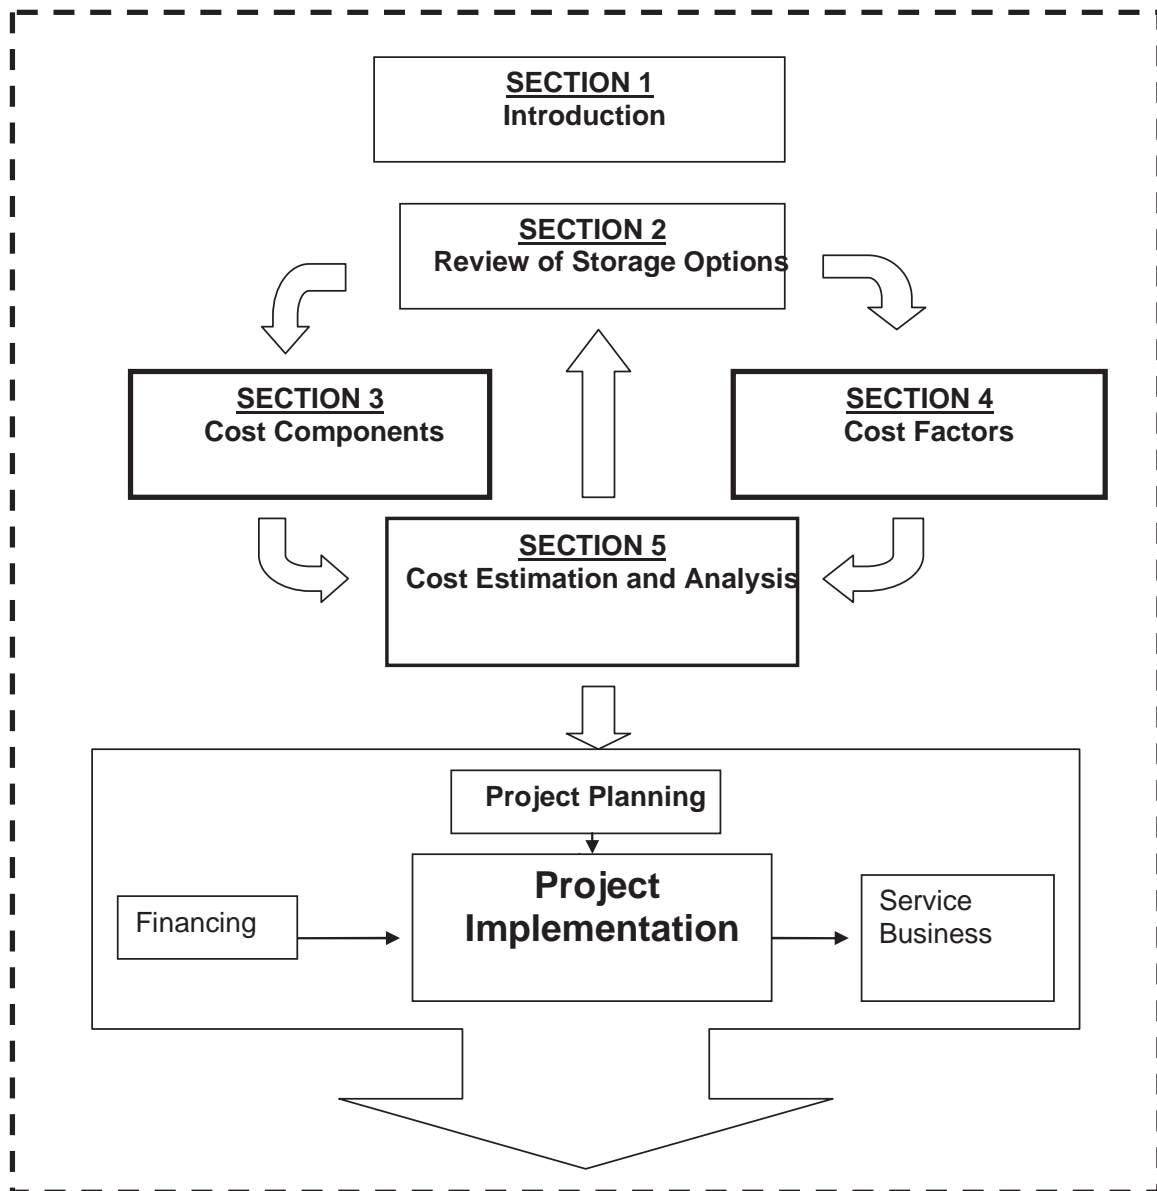 SECTION 1
Introduction
SECTION 2
Review of Storage Options
SECTION 3
Cost Components
SECTION 4
Cost Factors
SECTION 5
Cost Estimation and Analysis
Project Planning
Project
Implementation
Financing
Service
Business